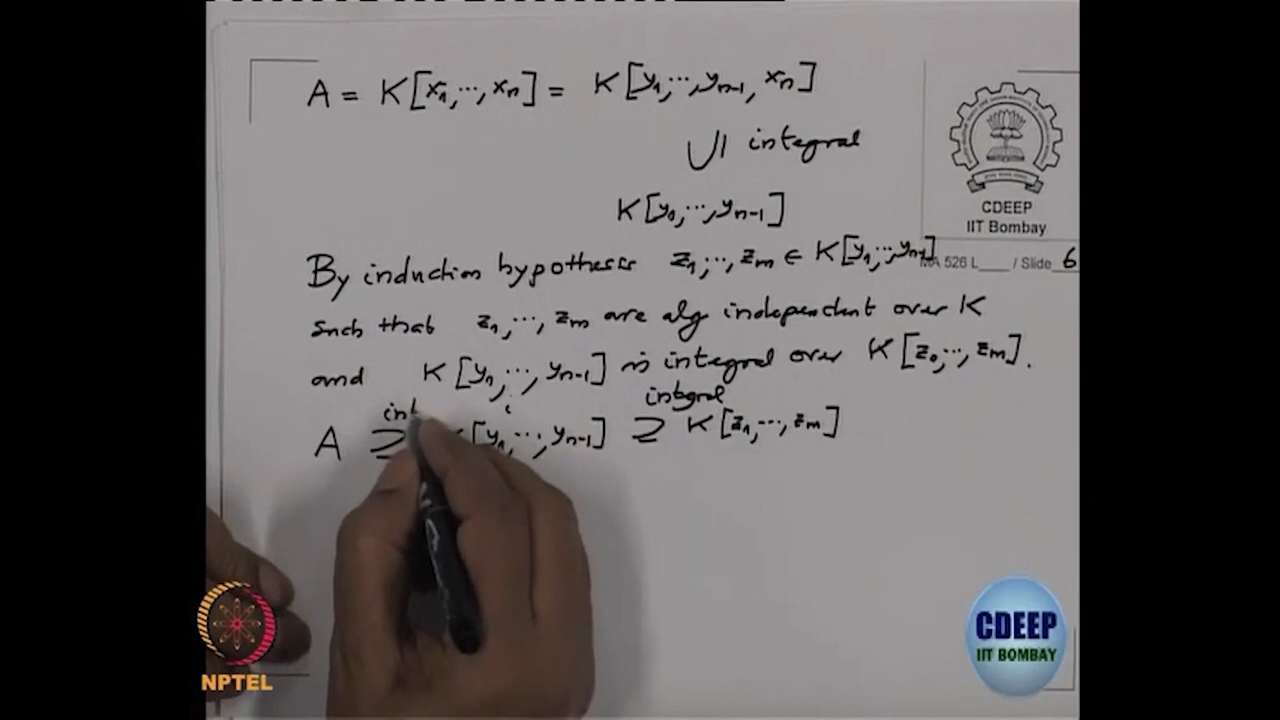 A = K[x₁,⋯,xₙ] = K[y₁,⋯,yₙ₋₁, xₙ]
∪| integral
K[y₁,⋯,yₙ₋₁]
CDEEP
IIT Bombay
MA 526 L____ / Slide 6
By induction hypothesis z₁,⋯,zₘ ∈ K[y₁,⋯,yₙ₋₁]
such that z₁,⋯,zₘ are alg independent over K
and K[y₁,⋯,yₙ₋₁] is integral over K[z₁,⋯,zₘ].
int integral
A ⊇ K[y₁,⋯,yₙ₋₁] ⊇ K[z₁,⋯,zₘ]
NPTEL
CDEEP
IIT BOMBAY